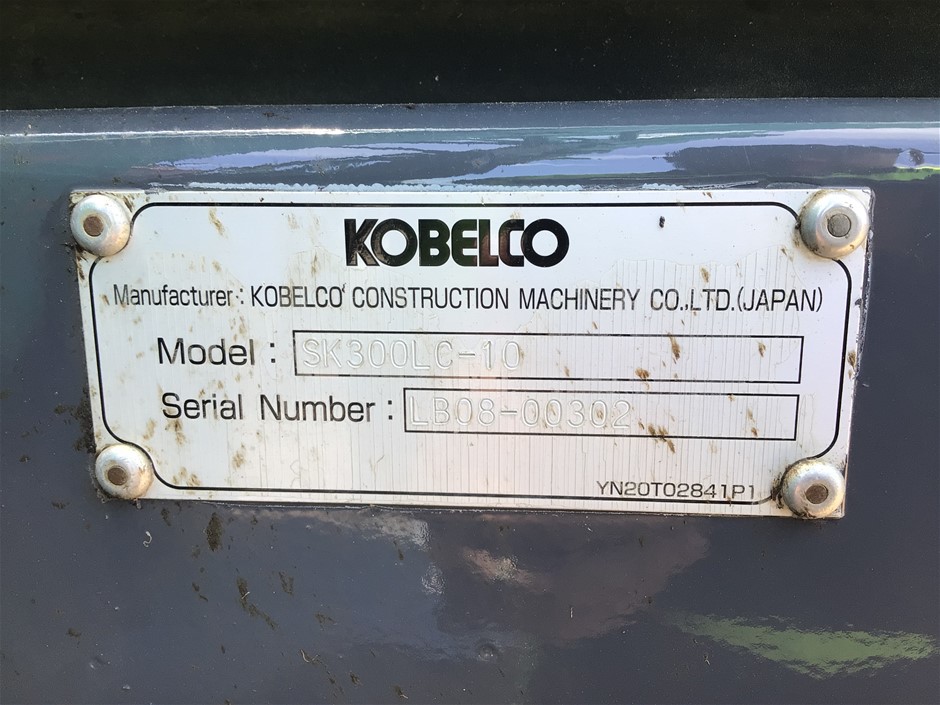 KOBELCO
Manufacturer: KOBELCO CONSTRUCTION MACHINERY CO.,LTD.(JAPAN)
Model : SK300LC-10
Serial Number : LB08-00302
YN20T02841P1